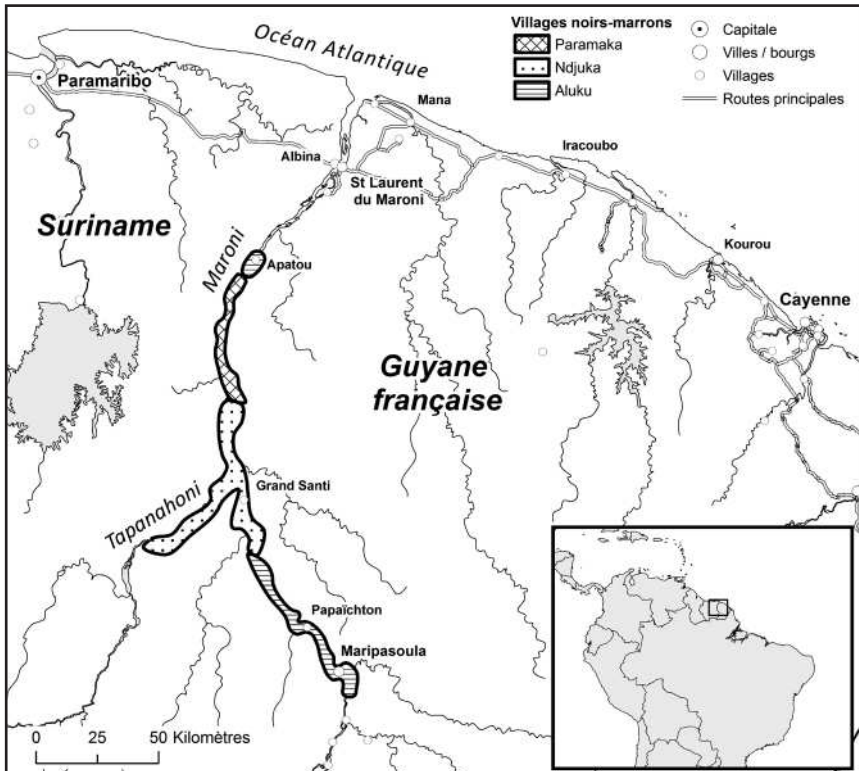 Océan Atlantique
Villages noirs-marrons
Paramaka
Ndjuka
Aluku
Capitale
Villes / bourgs
Villages
Routes principales
Paramaribo
Mana
Albina
Iracoubo
St Laurent
du Maroni
Suriname
Maroni
Apatou
Kourou
Cayenne
Guyane
française
Grand Santi
Tapanahoni
Papaïchton
Maripasoula
0 25 50 Kilomètres